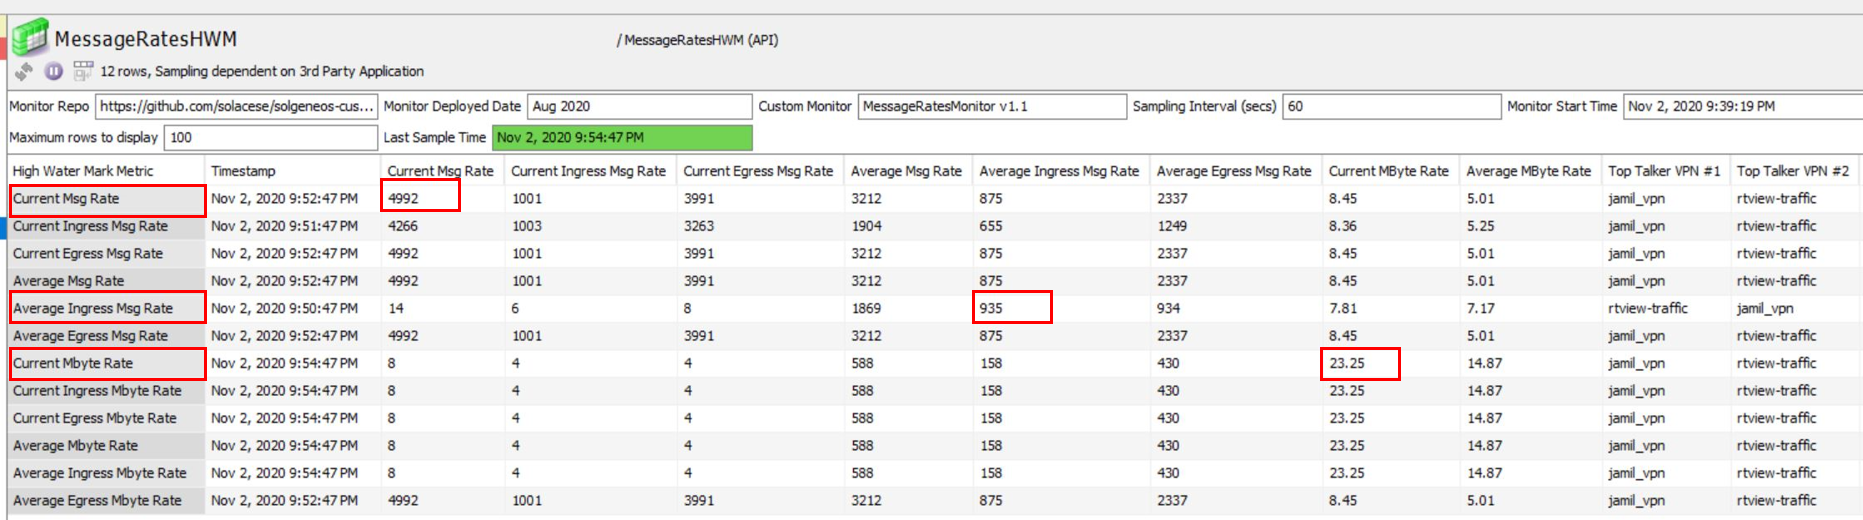 MessageRatesHWM
/ MessageRatesHWM (API)
12 rows, Sampling dependent on 3rd Party Application
Monitor Repo https://github.com/solacese/solgeneos-cus... Monitor Deployed Date Aug 2020 Custom Monitor MessageRatesMonitor v1.1 Sampling Interval (secs) 60 Monitor Start Time Nov 2, 2020 9:39:19 PM
Maximum rows to display 100 Last Sample Time Nov 2, 2020 9:54:47 PM
High Water Mark Metric Timestamp Current Msg Rate Current Ingress Msg Rate Current Egress Msg Rate Average Msg Rate Average Ingress Msg Rate Average Egress Msg Rate Current MByte Rate Average MByte Rate Top Talker VPN #1 Top Talker VPN #2
Current Msg Rate Nov 2, 2020 9:52:47 PM 4992 1001 3991 3212 875 2337 8.45 5.01 jamil_vpn rtview-traffic
Current Ingress Msg Rate Nov 2, 2020 9:51:47 PM 4266 1003 3263 1904 655 1249 8.36 5.25 jamil_vpn rtview-traffic
Current Egress Msg Rate Nov 2, 2020 9:52:47 PM 4992 1001 3991 3212 875 2337 8.45 5.01 jamil_vpn rtview-traffic
Average Msg Rate Nov 2, 2020 9:52:47 PM 4992 1001 3991 3212 875 2337 8.45 5.01 jamil_vpn rtview-traffic
Average Ingress Msg Rate Nov 2, 2020 9:50:47 PM 14 6 8 1869 935 934 7.81 7.17 rtview-traffic jamil_vpn
Average Egress Msg Rate Nov 2, 2020 9:52:47 PM 4992 1001 3991 3212 875 2337 8.45 5.01 jamil_vpn rtview-traffic
Current Mbyte Rate Nov 2, 2020 9:54:47 PM 8 4 4 588 158 430 23.25 14.87 jamil_vpn rtview-traffic
Current Ingress Mbyte Rate Nov 2, 2020 9:54:47 PM 8 4 4 588 158 430 23.25 14.87 jamil_vpn rtview-traffic
Current Egress Mbyte Rate Nov 2, 2020 9:54:47 PM 8 4 4 588 158 430 23.25 14.87 jamil_vpn rtview-traffic
Average Mbyte Rate Nov 2, 2020 9:54:47 PM 8 4 4 588 158 430 23.25 14.87 jamil_vpn rtview-traffic
Average Ingress Mbyte Rate Nov 2, 2020 9:54:47 PM 8 4 4 588 158 430 23.25 14.87 jamil_vpn rtview-traffic
Average Egress Mbyte Rate Nov 2, 2020 9:52:47 PM 4992 1001 3991 3212 875 2337 8.45 5.01 jamil_vpn rtview-traffic